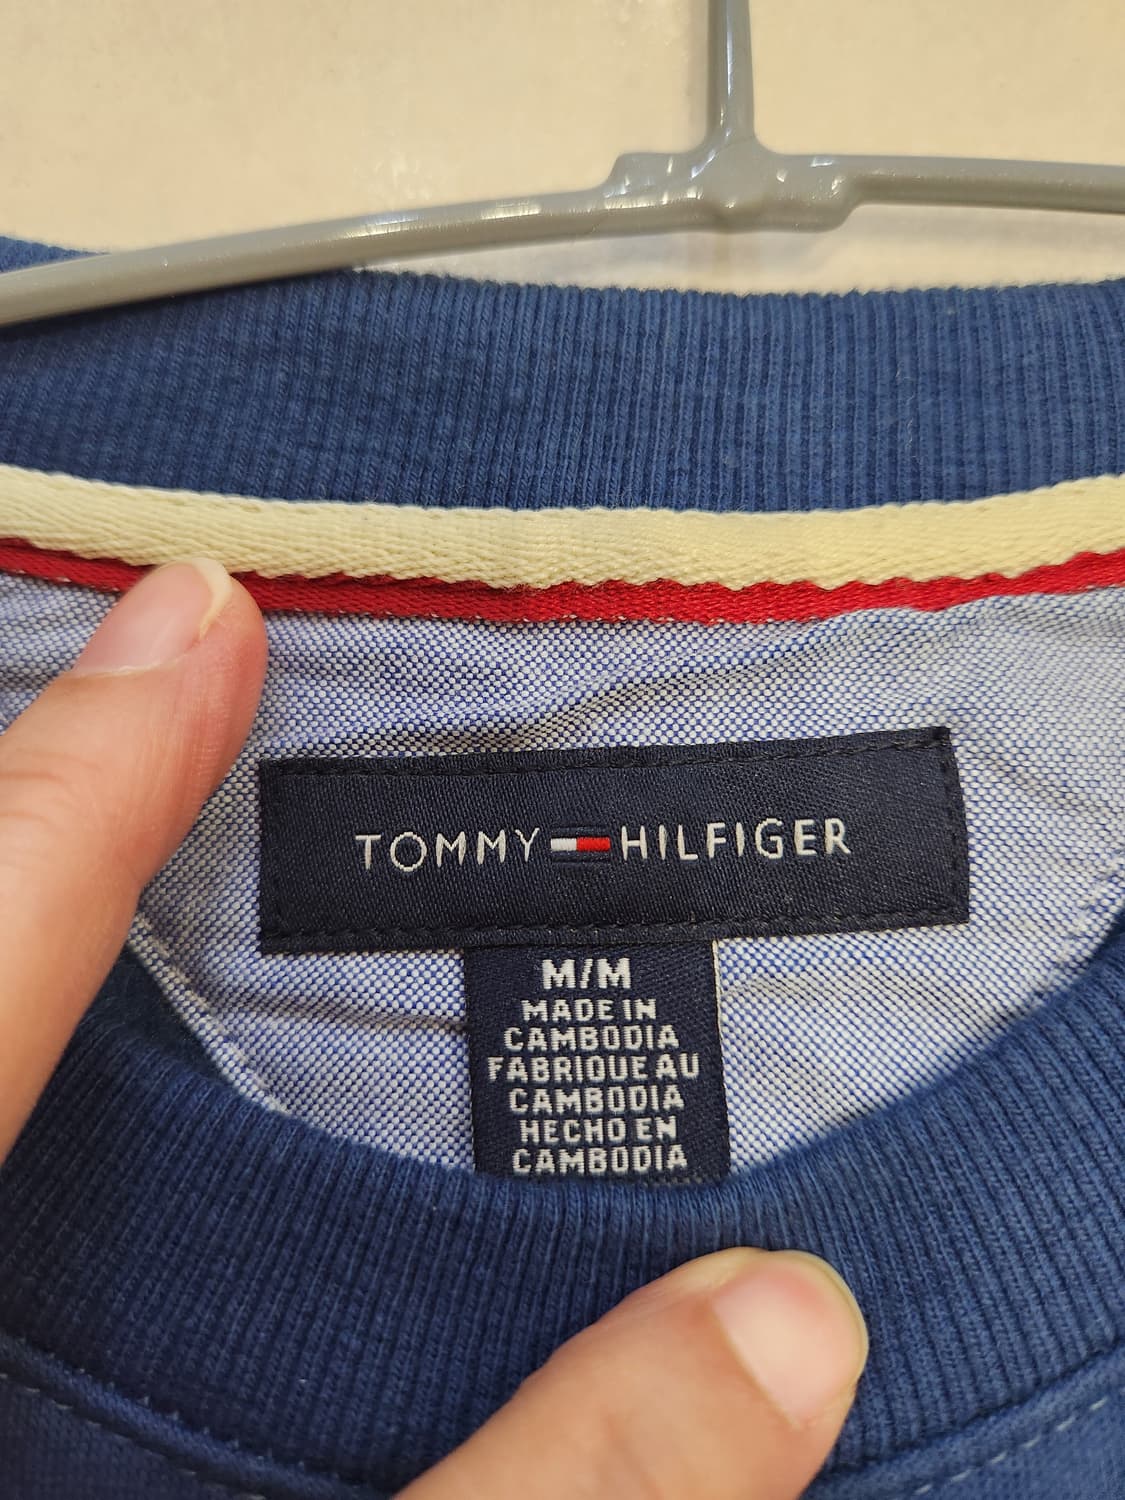 TOMMY HILFIGER
M/M
MADE IN
CAMBODIA
FABRIQUE AU
CAMBODIA
HECHO EN
CAMBODIA